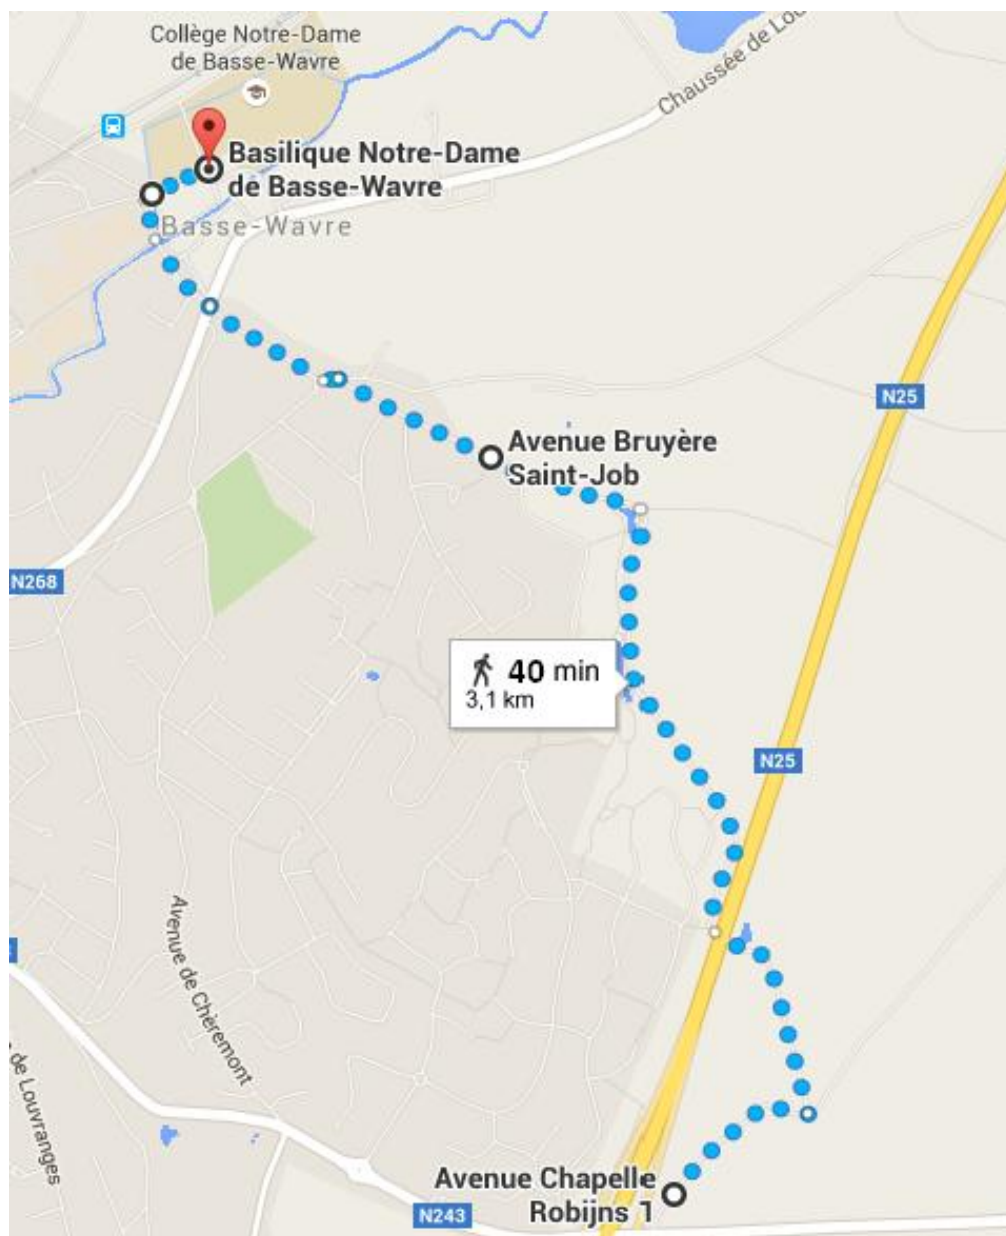 Collège Notre-Dame
de Basse-Wavre
Chaussée de Lou
Basilique Notre-Dame
de Basse-Wavre
Basse-Wavre
N25
Avenue Bruyère
Saint-Job
N268
40 min
3,1 km
N25
Avenue de Chèremont
de Louvranges
Avenue Chapelle
Robijns 1
N243